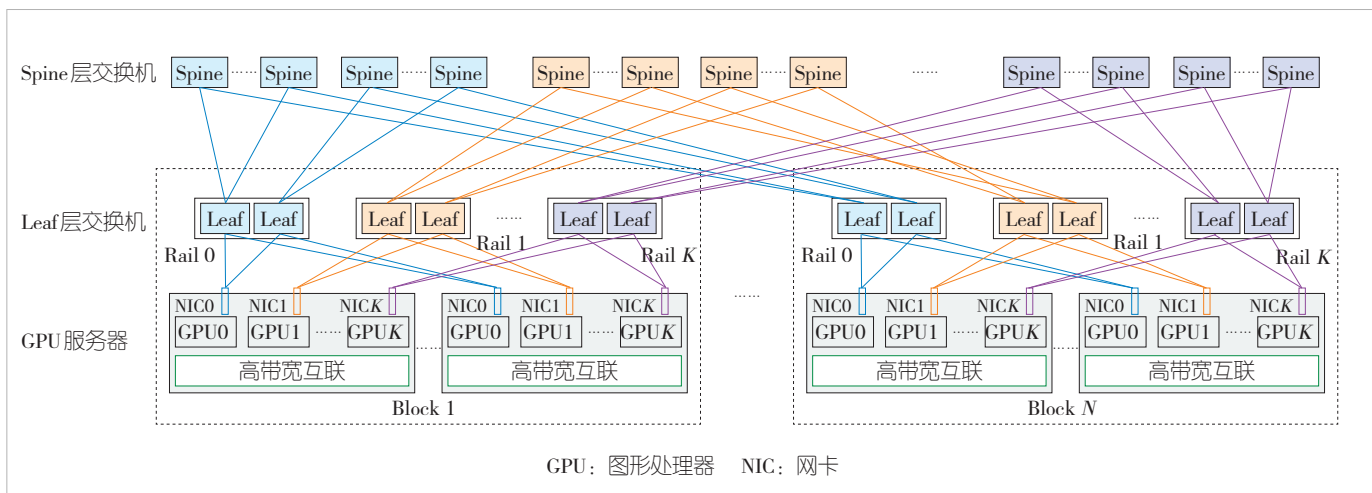 Spine层交换机 Spine ...... Spine Spine ...... Spine Spine ...... Spine Spine ...... Spine ...... Spine ...... Spine Spine ...... Spine
Leaf层交换机 Leaf Leaf Leaf Leaf ...... Leaf Leaf Leaf Leaf Leaf Leaf ...... Leaf Leaf
Rail 0 Rail 1 Rail K Rail 0 Rail 1 Rail K
NIC0 NIC1 NICK NIC0 NIC1 NICK ...... NIC0 NIC1 NICK NIC0 NIC1 NICK
GPU服务器 GPU0 GPU1 ...... GPUK ...... GPU0 GPU1 ...... GPUK GPU0 GPU1 ...... GPUK ...... GPU0 GPU1 ...... GPUK
高带宽互联 高带宽互联 高带宽互联 高带宽互联
Block 1 Block N
GPU：图形处理器 NIC：网卡